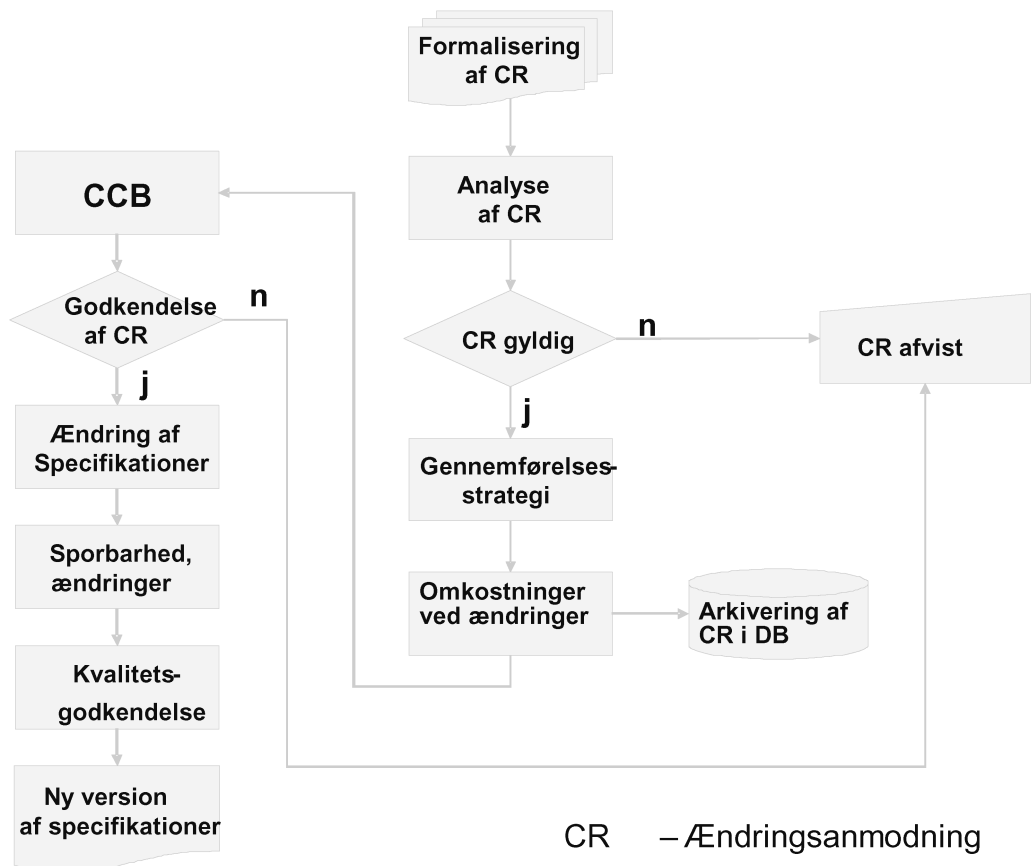 Formalisering
af CR
Analyse
af CR
CR gyldig
n
CR afvist
j
Gennemførelses-
strategi
Omkostninger
ved ændringer
Arkivering af
CR i DB
CCB
Godkendelse
af CR
n
j
Ændring af
Specifikationer
Sporbarhed,
ændringer
Kvalitets-
godkendelse
Ny version
af specifikationer
CR – Ændringsanmodning